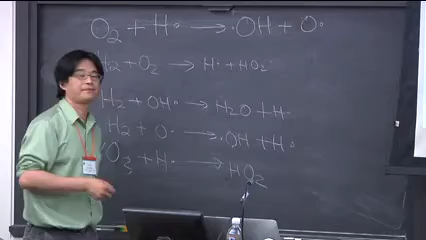 O₂ + H• → •OH + O•
H₂ + O₂ → H• + HO₂•
H₂ + OH• → H₂O + H•
H₂ + O• → •OH + H•
O₂ + H• → •HO₂